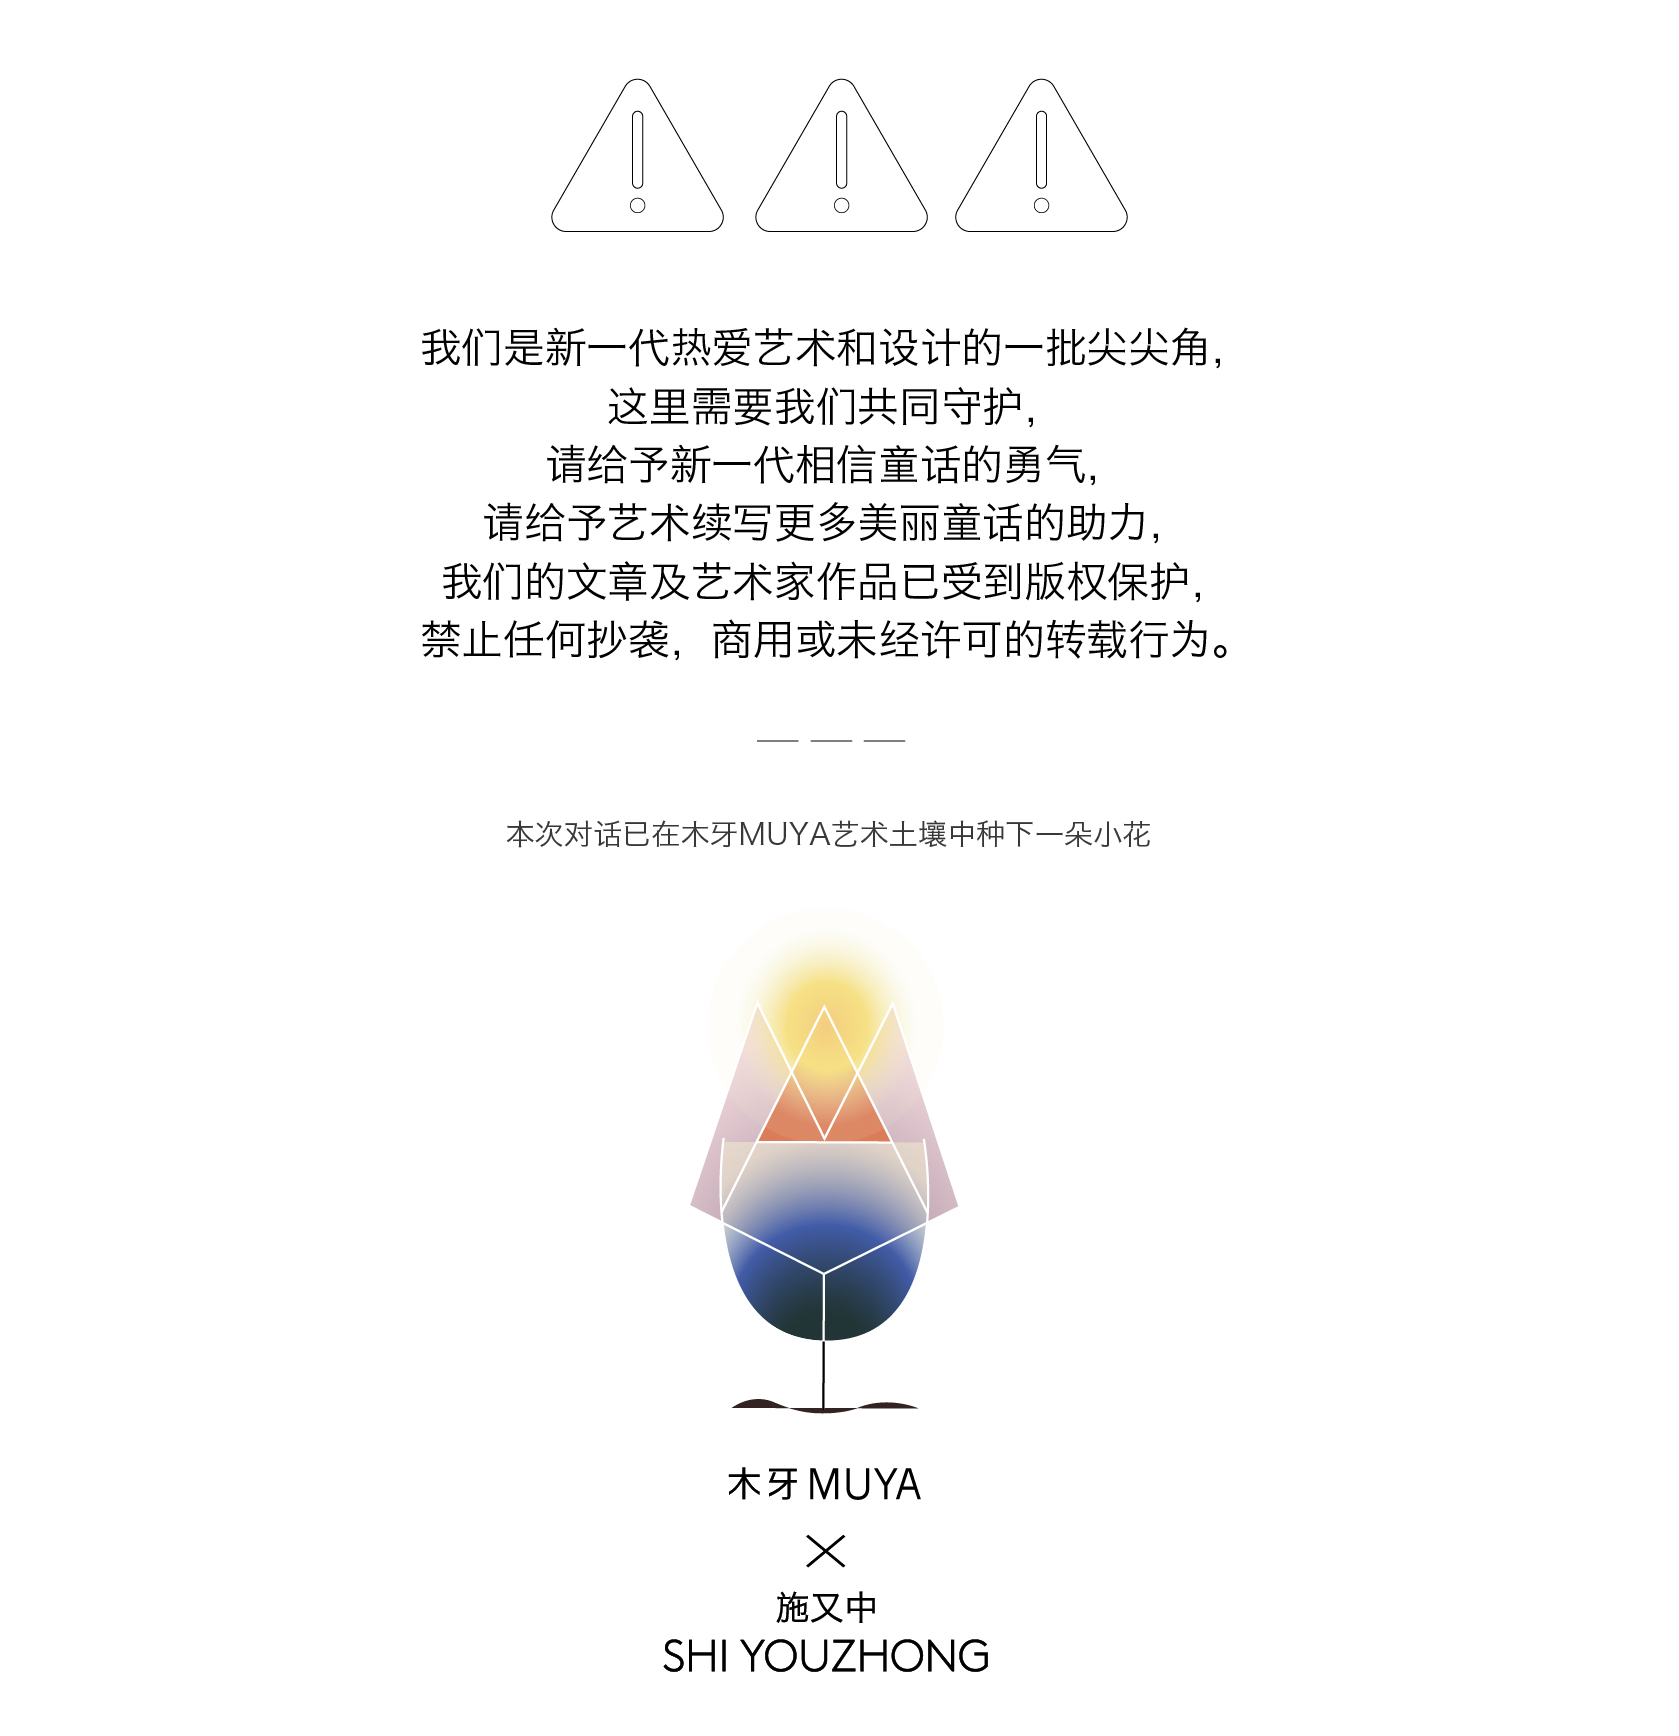 我们是新一代热爱艺术和设计的一批尖尖角，
这里需要我们共同守护，
请给予新一代相信童话的勇气，
请给予艺术续写更多美丽童话的助力，
我们的文章及艺术家作品已受到版权保护，
禁止任何抄袭，商用或未经许可的转载行为。
本次对话已在木牙MUYA艺术土壤中种下一朵小花
木牙 MUYA
×
施又中
SHI YOUZHONG